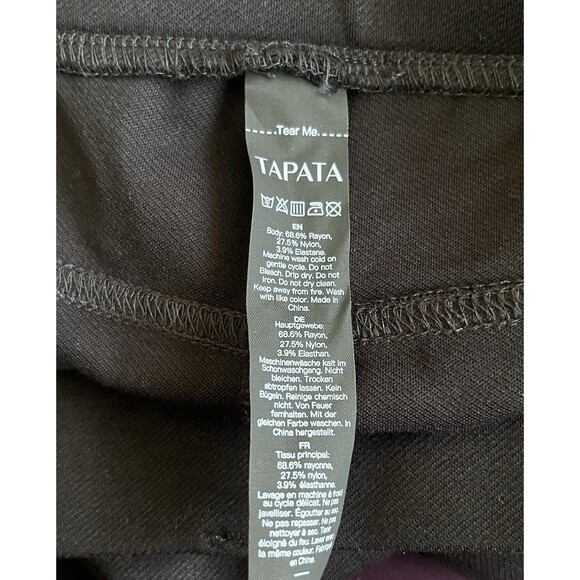 Tear Me
TAPATA
EN
Body: 68.6% Rayon,
27.5% Nylon,
3.9% Elastane.
Machine wash cold on
gentle cycle. Do not
Bleach. Drip dry. Do not
Iron. Do not dry clean.
Keep away from fire. Wash
with like color. Made in
China.
DE
Hauptgewebe:
68.6% Rayon,
27.5% Nylon,
3.9% Elasthan.
Maschinenwäsche kalt im
Schonwaschgang. Nicht
bleichen. Trocken
abtropfen lassen. Kein
Bügeln. Reinige chemisch
nicht. Von Feuer
fernhalten. Mit der
gleichen Farbe waschen. In
China hergestellt.
FR
Tissu principal:
68.6% rayonne,
27.5% nylon,
3.9% élasthanne.
Lavage en machine à froid
au cycle délicat. Ne pas
javelliser. Égoutter au sec.
Ne pas repasser. Ne pas
nettoyer à sec. Tenir
éloigné du feu. Laver avec
la même couleur. Fabriqué
en Chine.